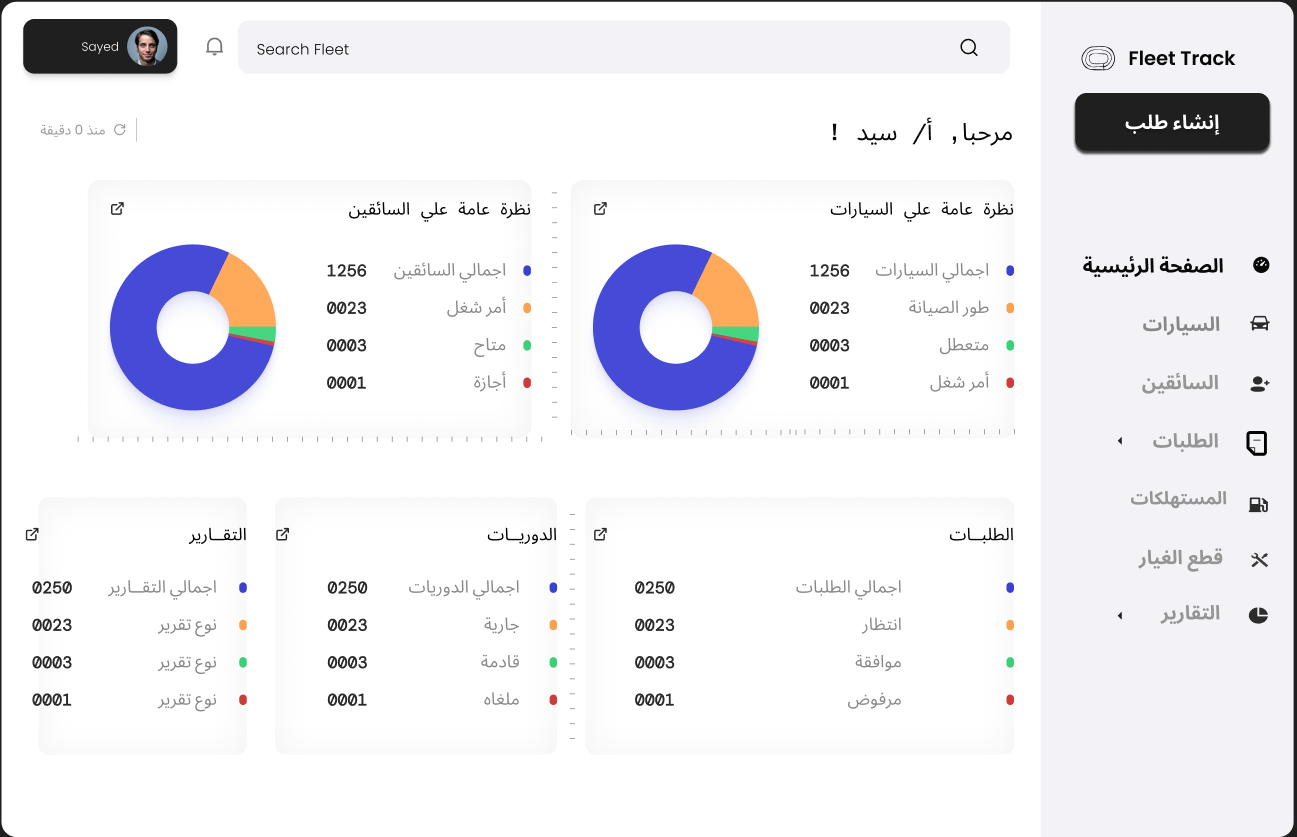 Fleet Track
إنشاء طلب
الصفحة الرئيسية
السيارات
السائقين
الطلبات
المستهلكات
قطع الغيار
التقارير
Search Fleet
Sayed
مرحبا, أ/ سيد !
منذ 0 دقيقة
نظرة عامة علي السيارات
اجمالي السيارات 1256
طور الصيانة 0023
متعطل 0003
أمر شغل 0001
نظرة عامة علي السائقين
اجمالي السائقين 1256
أمر شغل 0023
متاح 0003
أجازة 0001
الطلبــات
اجمالي الطلبات 0250
انتظار 0023
موافقة 0003
مرفوض 0001
الدوريــات
اجمالي الدوريات 0250
جارية 0023
قادمة 0003
ملغاه 0001
التقــارير
اجمالي التقــارير 0250
نوع تقرير 0023
نوع تقرير 0003
نوع تقرير 0001